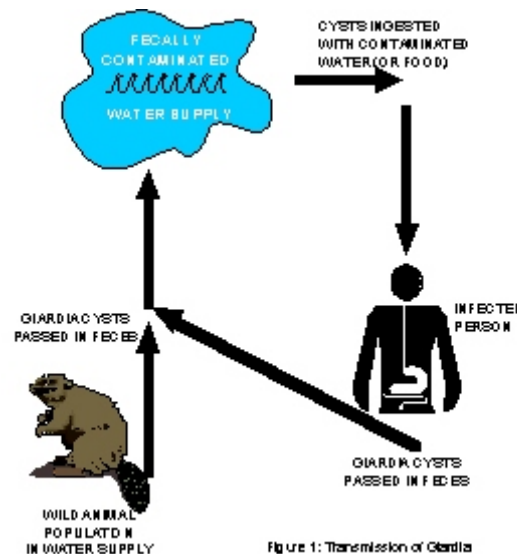 FECALLY
CONTAMINATED
WATER SUPPLY
CYSTS INGESTED
WITH CONTAMINATED
WATER(OR FOOD)
INFECTED
PERSON
GIARDIA CYSTS
PASSED IN FECES
GIARDIA CYSTS
PASSED IN FECES
WILD ANIMAL
POPULATION
IN WATER SUPPLY
Figure 1: Transmission of Giardia